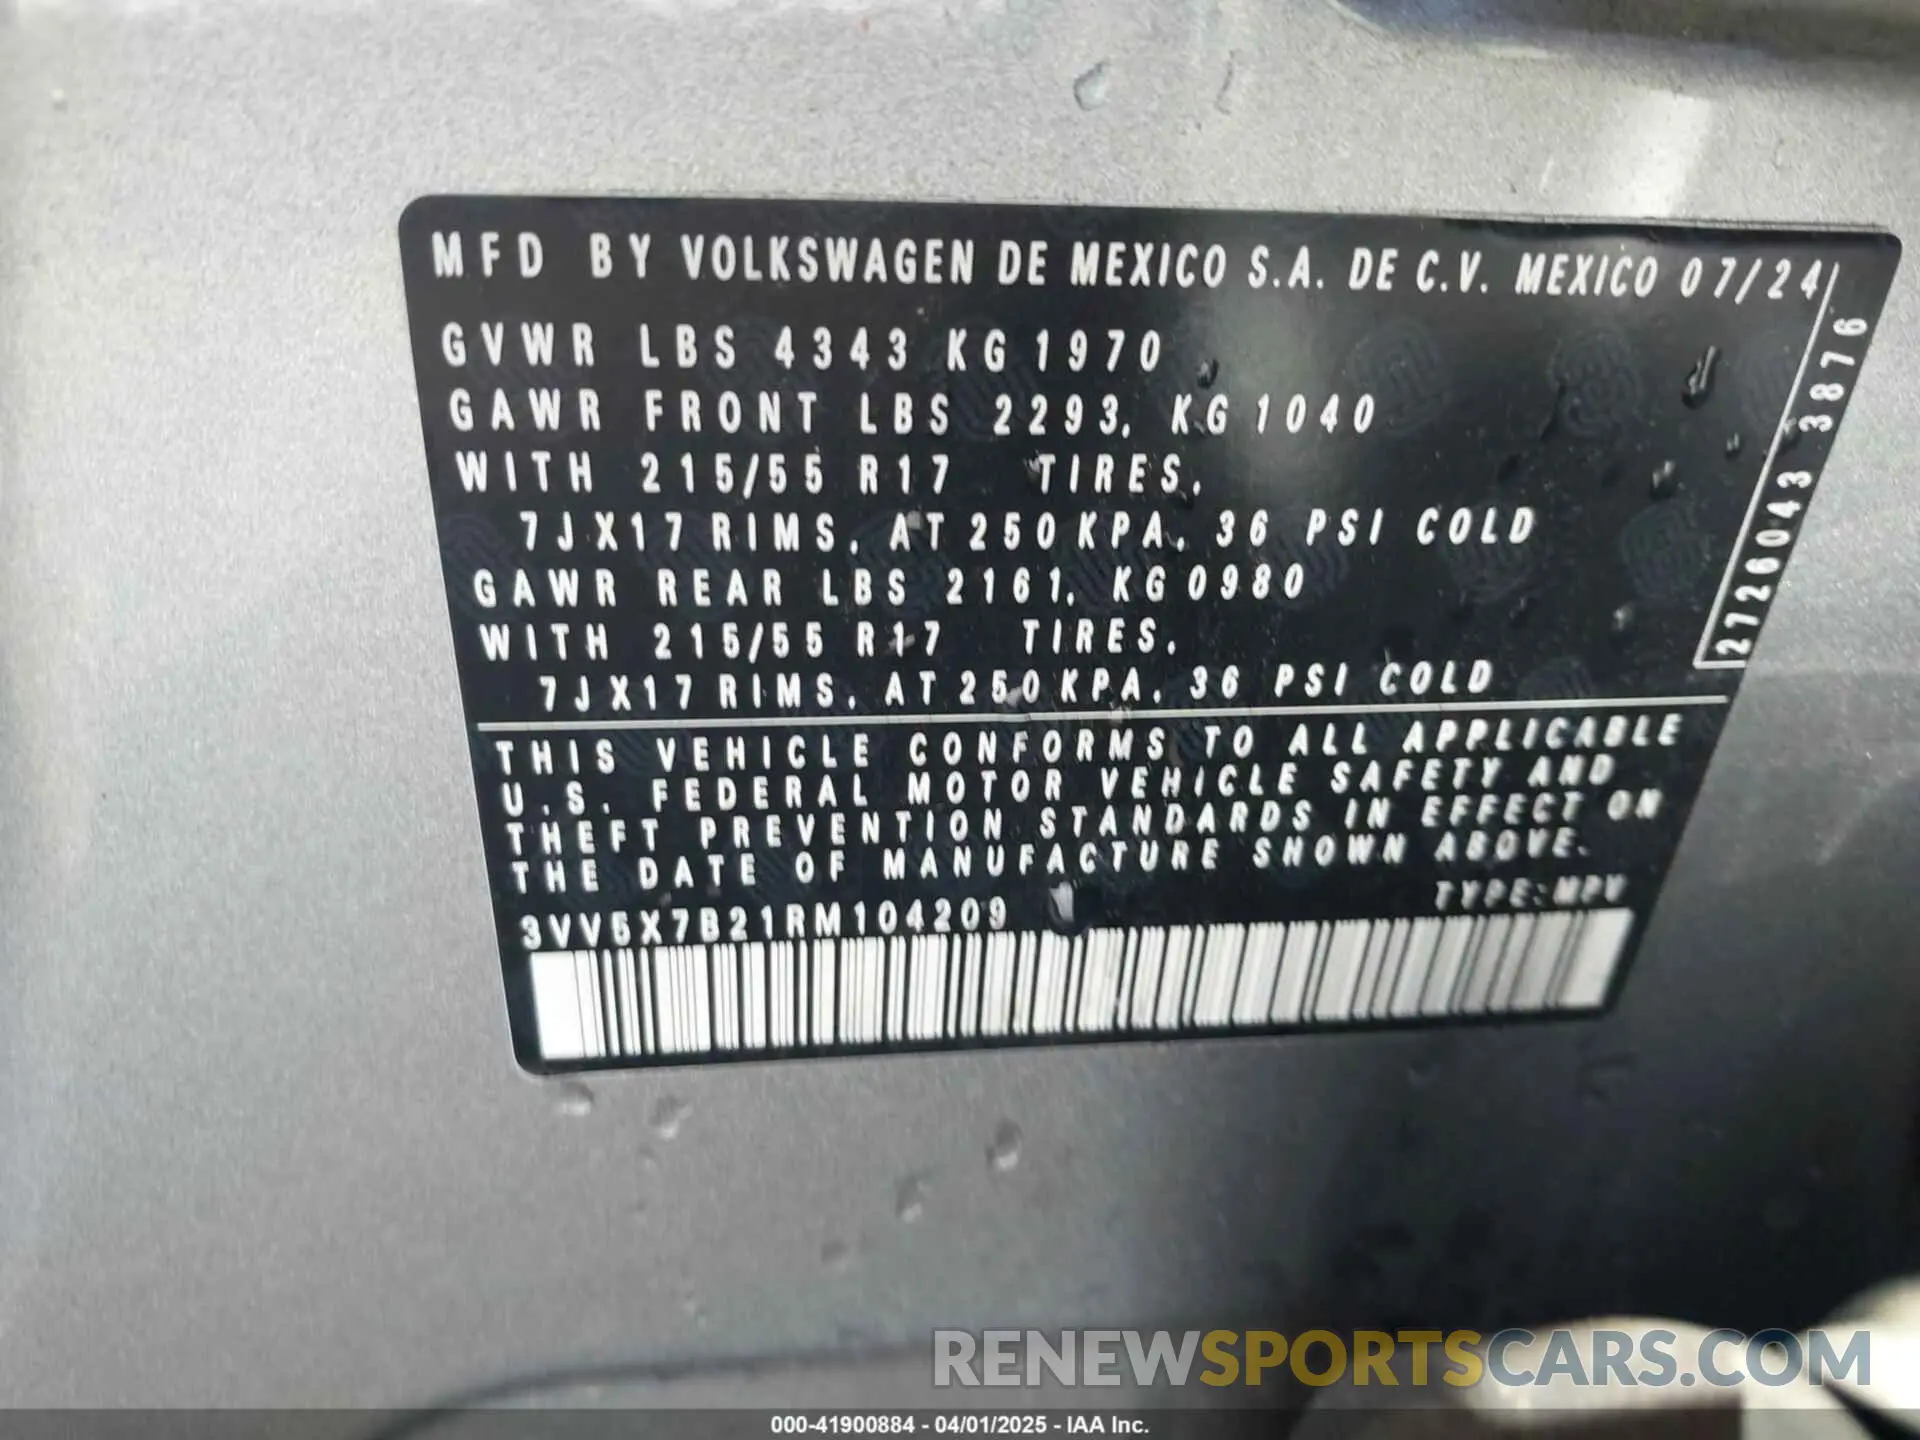 MFD BY VOLKSWAGEN DE MEXICO S.A. DE C.V. MEXICO 07/24
GVWR LBS 4343 KG 1970
GAWR FRONT LBS 2293, KG 1040
WITH 215/55 R17 TIRES,
7JX17 RIMS, AT 250 KPA, 36 PSI COLD
GAWR REAR LBS 2161, KG 0980
WITH 215/55 R17 TIRES,
7JX17 RIMS, AT 250 KPA, 36 PSI COLD
2726043 3876
THIS VEHICLE CONFORMS TO ALL APPLICABLE
U.S. FEDERAL MOTOR VEHICLE SAFETY AND
THEFT PREVENTION STANDARDS IN EFFECT ON
THE DATE OF MANUFACTURE SHOWN ABOVE.
TYPE: MPV
3VV5X7B21RM104209
RENEWSPORTSCARS.COM
000-41900884 - 04/01/2025 - IAA Inc.